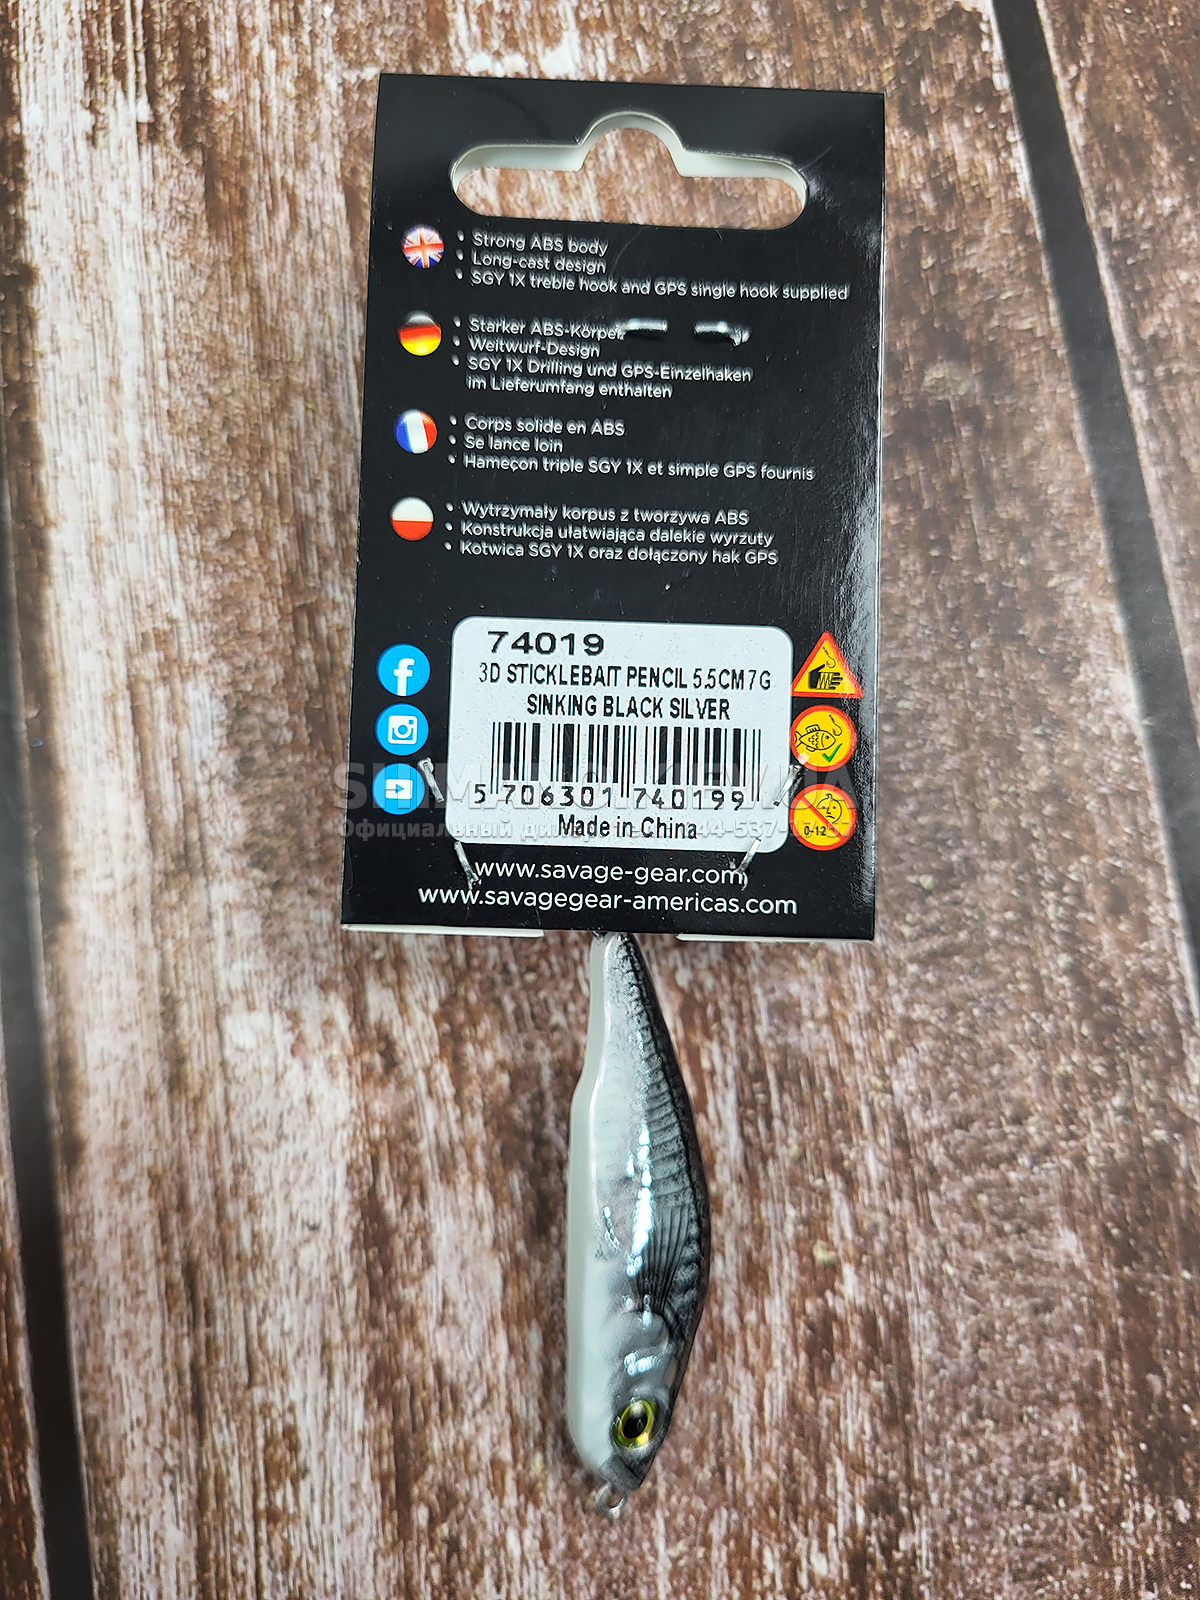 • Strong ABS body
• Long-cast design
• SGY 1X treble hook and GPS single hook supplied
• Starker ABS-Körper
• Weitwurf-Design
• SGY 1X Drilling und GPS-Einzelhaken
im Lieferumfang enthalten
• Corps solide en ABS
• Se lance loin
• Hameçon triple SGY 1X et simple GPS fournis
• Wytrzymały korpus z tworzywa ABS
• Konstrukcja ułatwiająca dalekie wyrzuty
• Kotwica SGY 1X oraz dołączony hak GPS
74019
3D STICKLEBAIT PENCIL 5.5CM 7G
SINKING BLACK SILVER
5 706301 740199
Made in China
0-12
www.savage-gear.com
www.savagegear-americas.com
Официальный